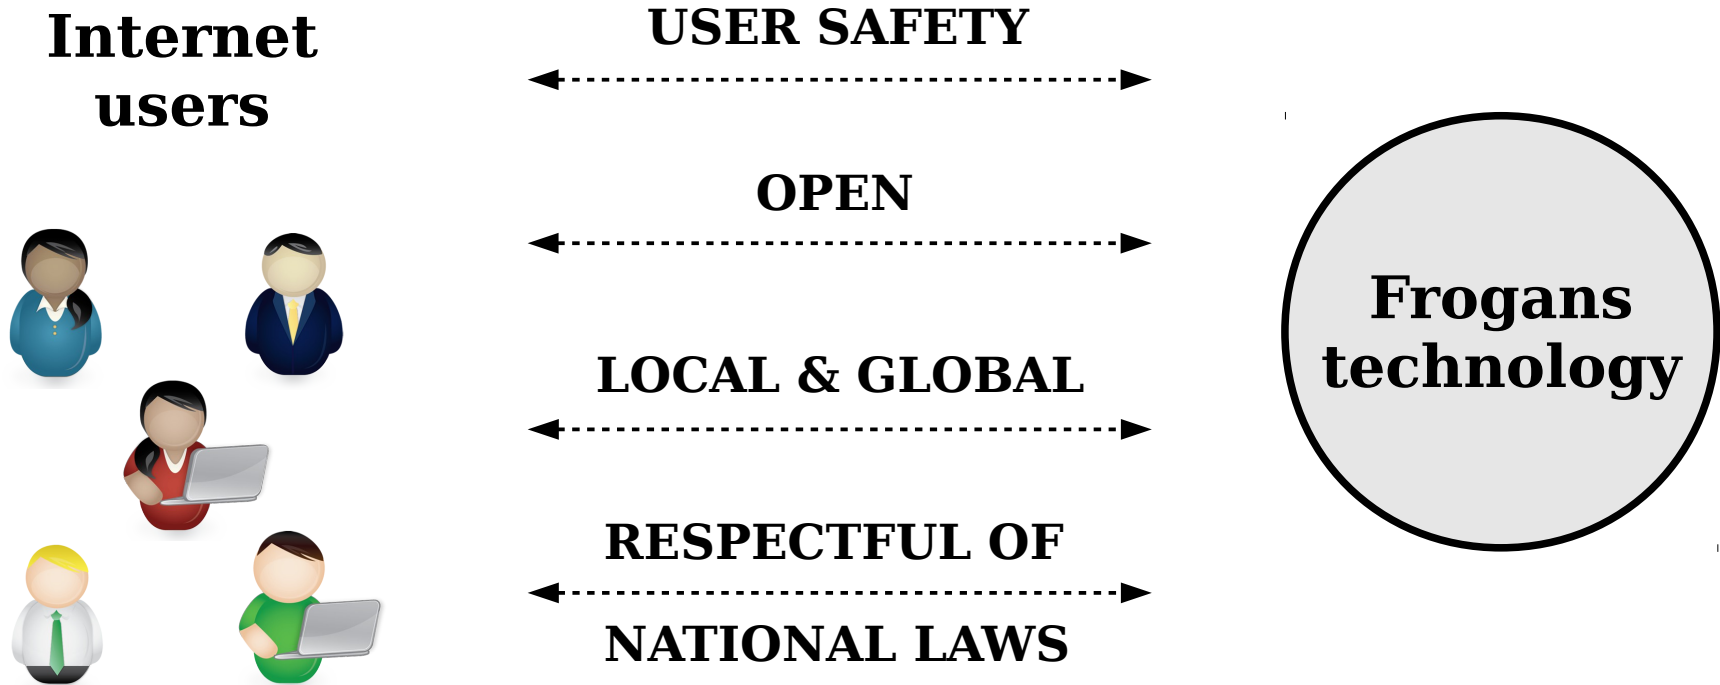 Internet
users
USER SAFETY
OPEN
LOCAL & GLOBAL
RESPECTFUL OF
NATIONAL LAWS
Frogans
technology